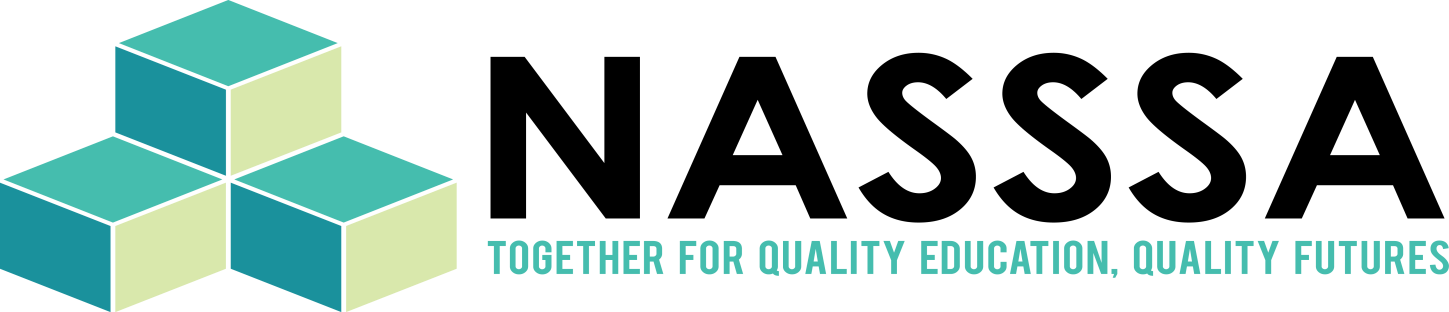 NASSSA
TOGETHER FOR QUALITY EDUCATION, QUALITY FUTURES